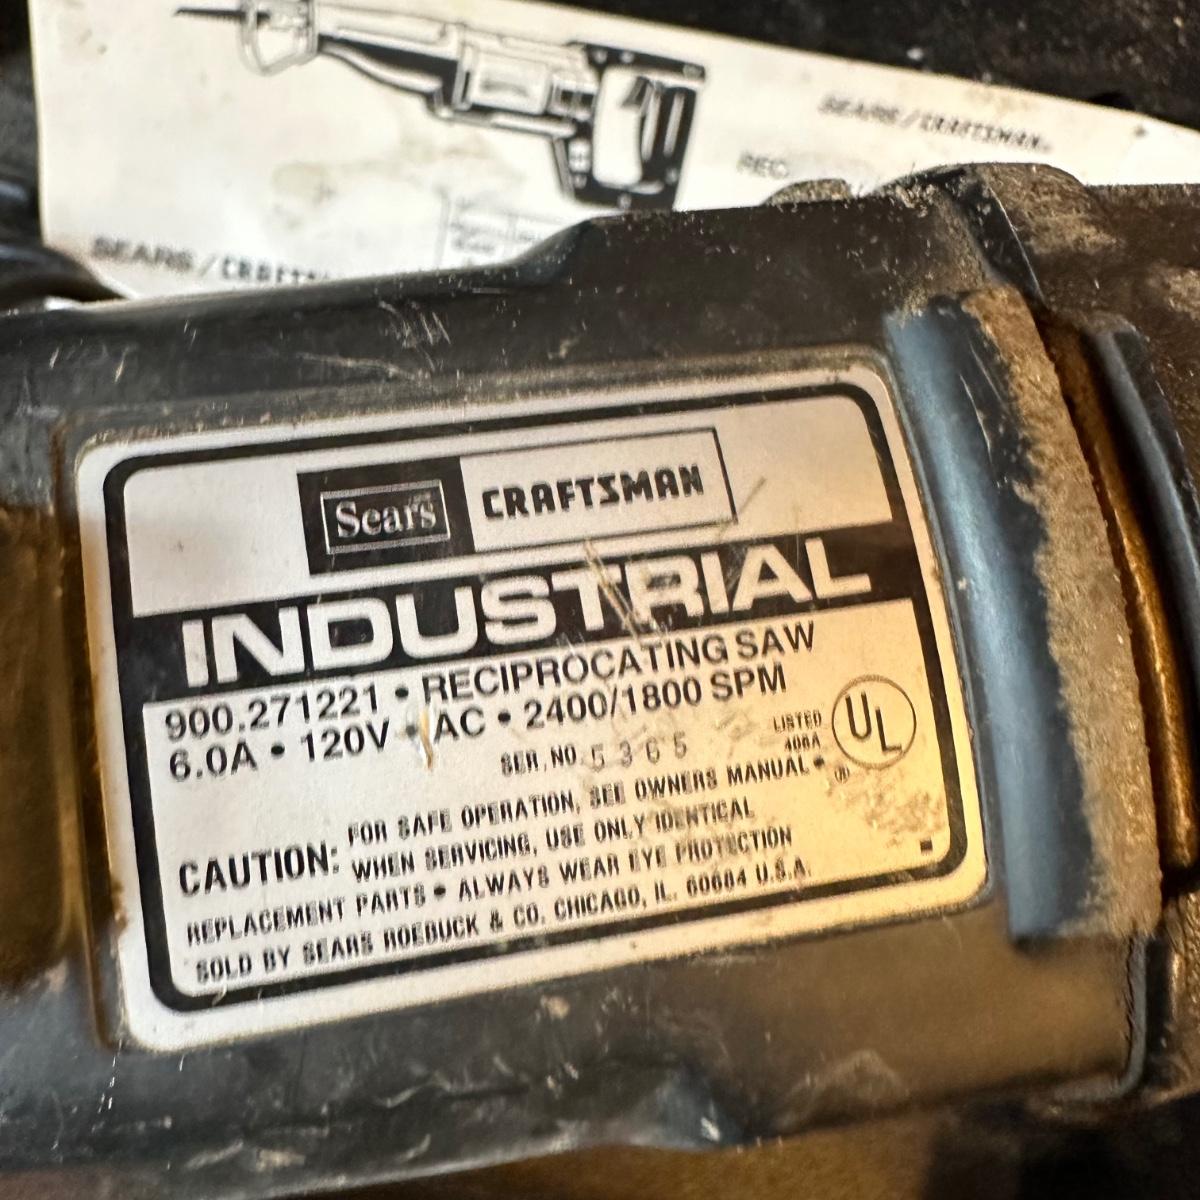 SEARS/CRAFTSMAN
REC
SEARS/CRAFTSMAN
Sears CRAFTSMAN
INDUSTRIAL
900.271221 • RECIPROCATING SAW
6.0A • 120V • AC • 2400/1800 SPM
SER. NO. 5365
LISTED
406A
UL
®
CAUTION: FOR SAFE OPERATION, SEE OWNERS MANUAL •
WHEN SERVICING, USE ONLY IDENTICAL
REPLACEMENT PARTS • ALWAYS WEAR EYE PROTECTION
SOLD BY SEARS ROEBUCK & CO. CHICAGO, IL. 60684 U.S.A.